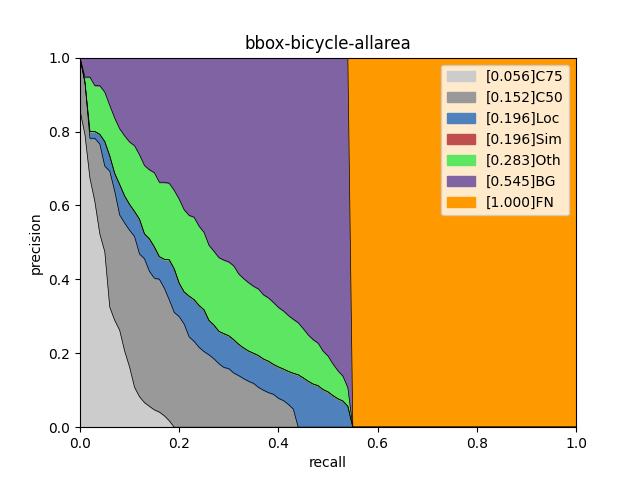 bbox-bicycle-allarea
1.0
0.8
0.6
0.4
0.2
0.0
precision
[0.056]C75
[0.152]C50
[0.196]Loc
[0.196]Sim
[0.283]Oth
[0.545]BG
[1.000]FN
0.0 0.2 0.4 0.6 0.8 1.0
recall